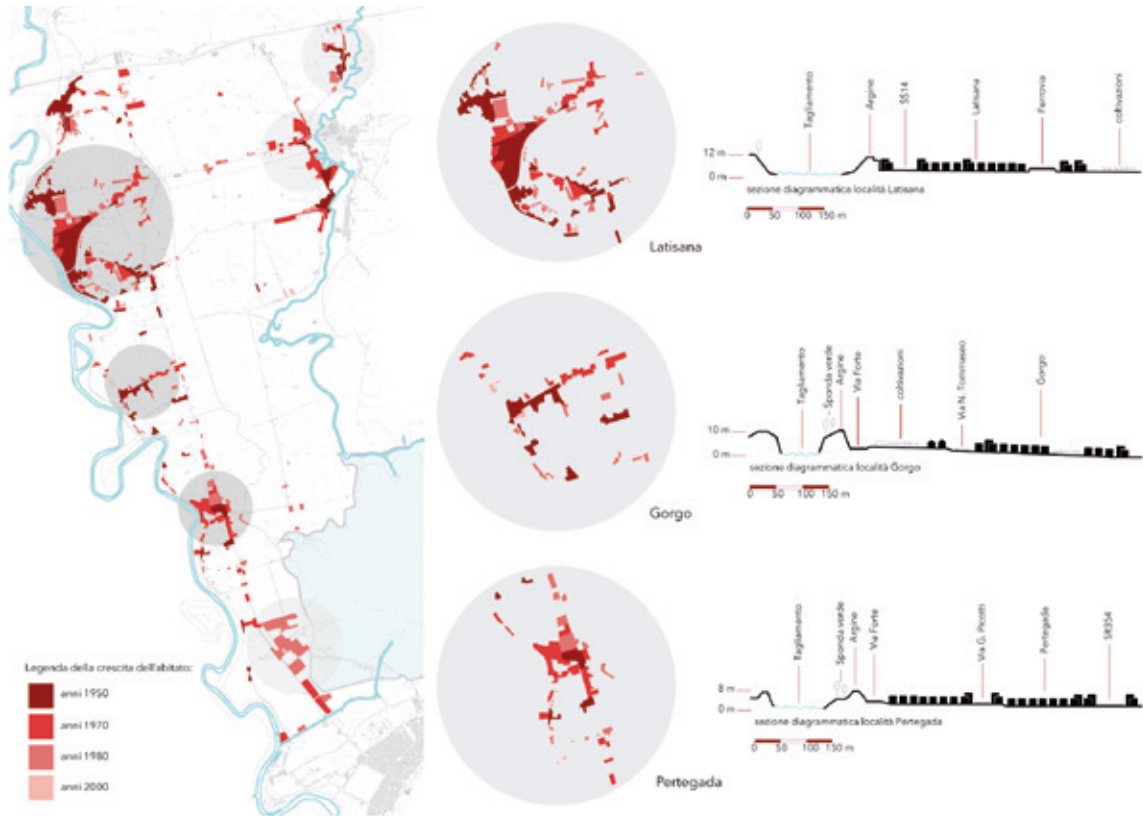 Legenda della crescita dell'abitato:
anni 1950
anni 1970
anni 1980
anni 2000
Latisana
Gorgo
Pertegada
Tagliamento
Argine
SS14
Latisana
Ferrovia
coltivazioni
12 m
0 m
sezione diagrammatica località Latisana
0 50 100 150 m
Tagliamento
Sponda verde
Argine
Via Forte
coltivazioni
Via N. Tommaseo
Gorgo
10 m
0 m
sezione diagrammatica località Gorgo
0 50 100 150 m
Tagliamento
Sponda verde
Argine
Via Forte
Via G. Picotti
Pertegada
SR354
8 m
0 m
sezione diagrammatica località Pertegada
0 50 100 150 m